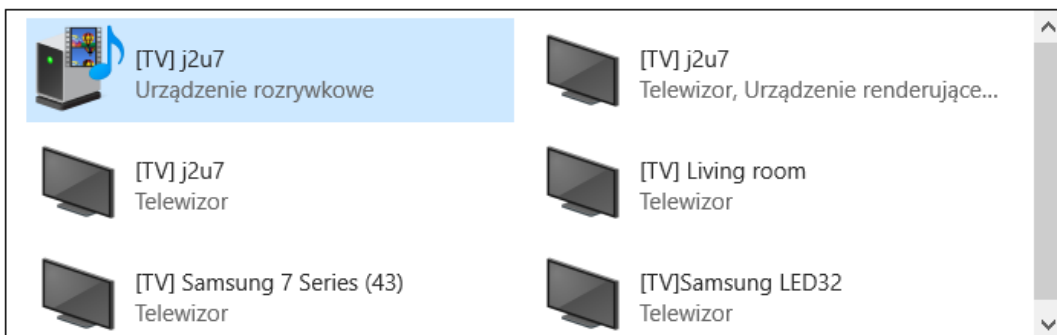 [TV] j2u7
Urządzenie rozrywkowe
[TV] j2u7
Telewizor, Urządzenie renderujące...
[TV] j2u7
Telewizor
[TV] Living room
Telewizor
[TV] Samsung 7 Series (43)
Telewizor
[TV]Samsung LED32
Telewizor